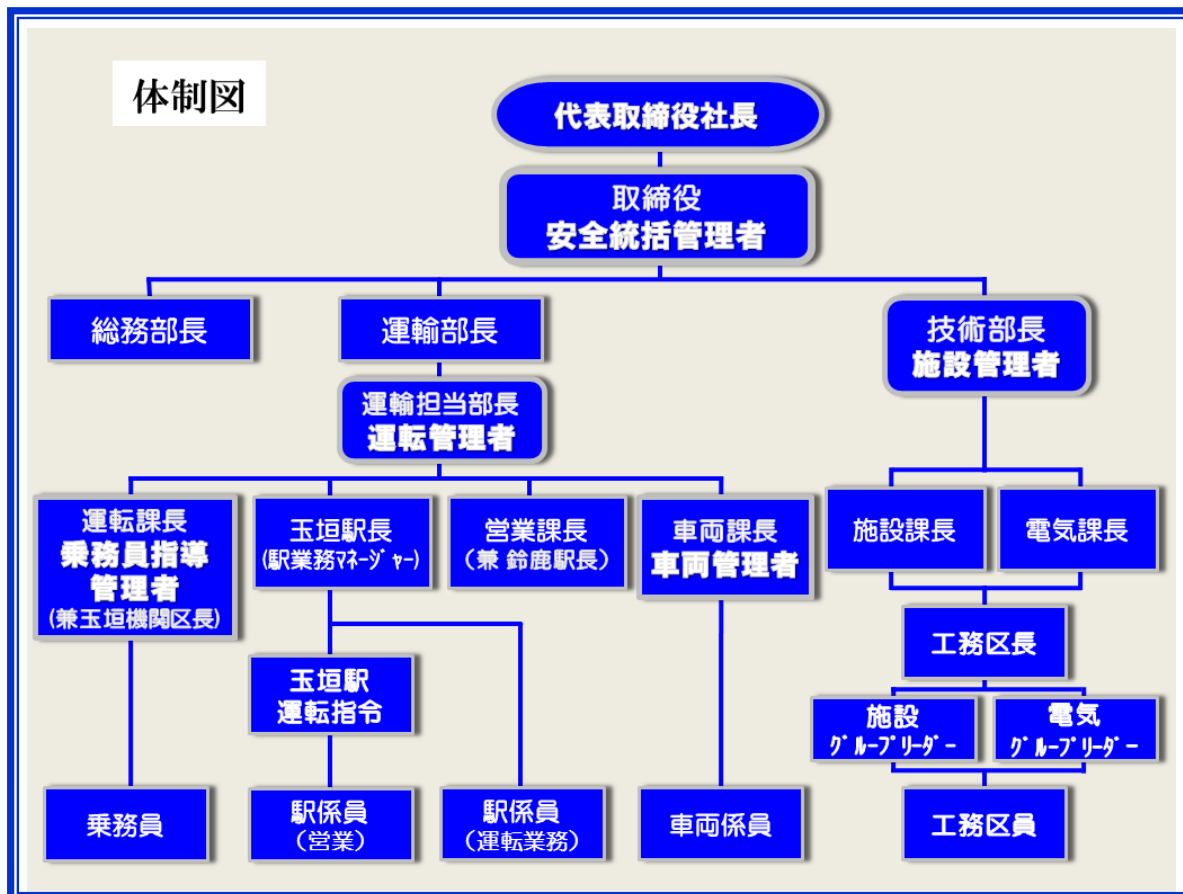 体制図
代表取締役社長
取締役
安全統括管理者
総務部長
運輸部長
技術部長
施設管理者
運輸担当部長
運転管理者
運転課長
乗務員指導
管理者
(兼玉垣機関区長)
玉垣駅長
(駅業務ﾏﾈｰｼﾞｬｰ)
営業課長
(兼 鈴鹿駅長)
車両課長
車両管理者
施設課長
電気課長
工務区長
玉垣駅
運転指令
施設
ｸﾞﾙｰﾌﾟﾘｰﾀﾞｰ
電気
ｸﾞﾙｰﾌﾟﾘｰﾀﾞｰ
乗務員
駅係員
(営業)
駅係員
(運転業務)
車両係員
工務区員